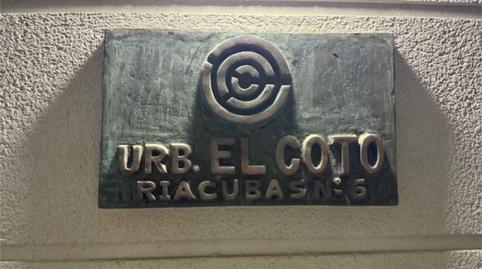 URB. EL COTO
RIACUBAS Nº 6